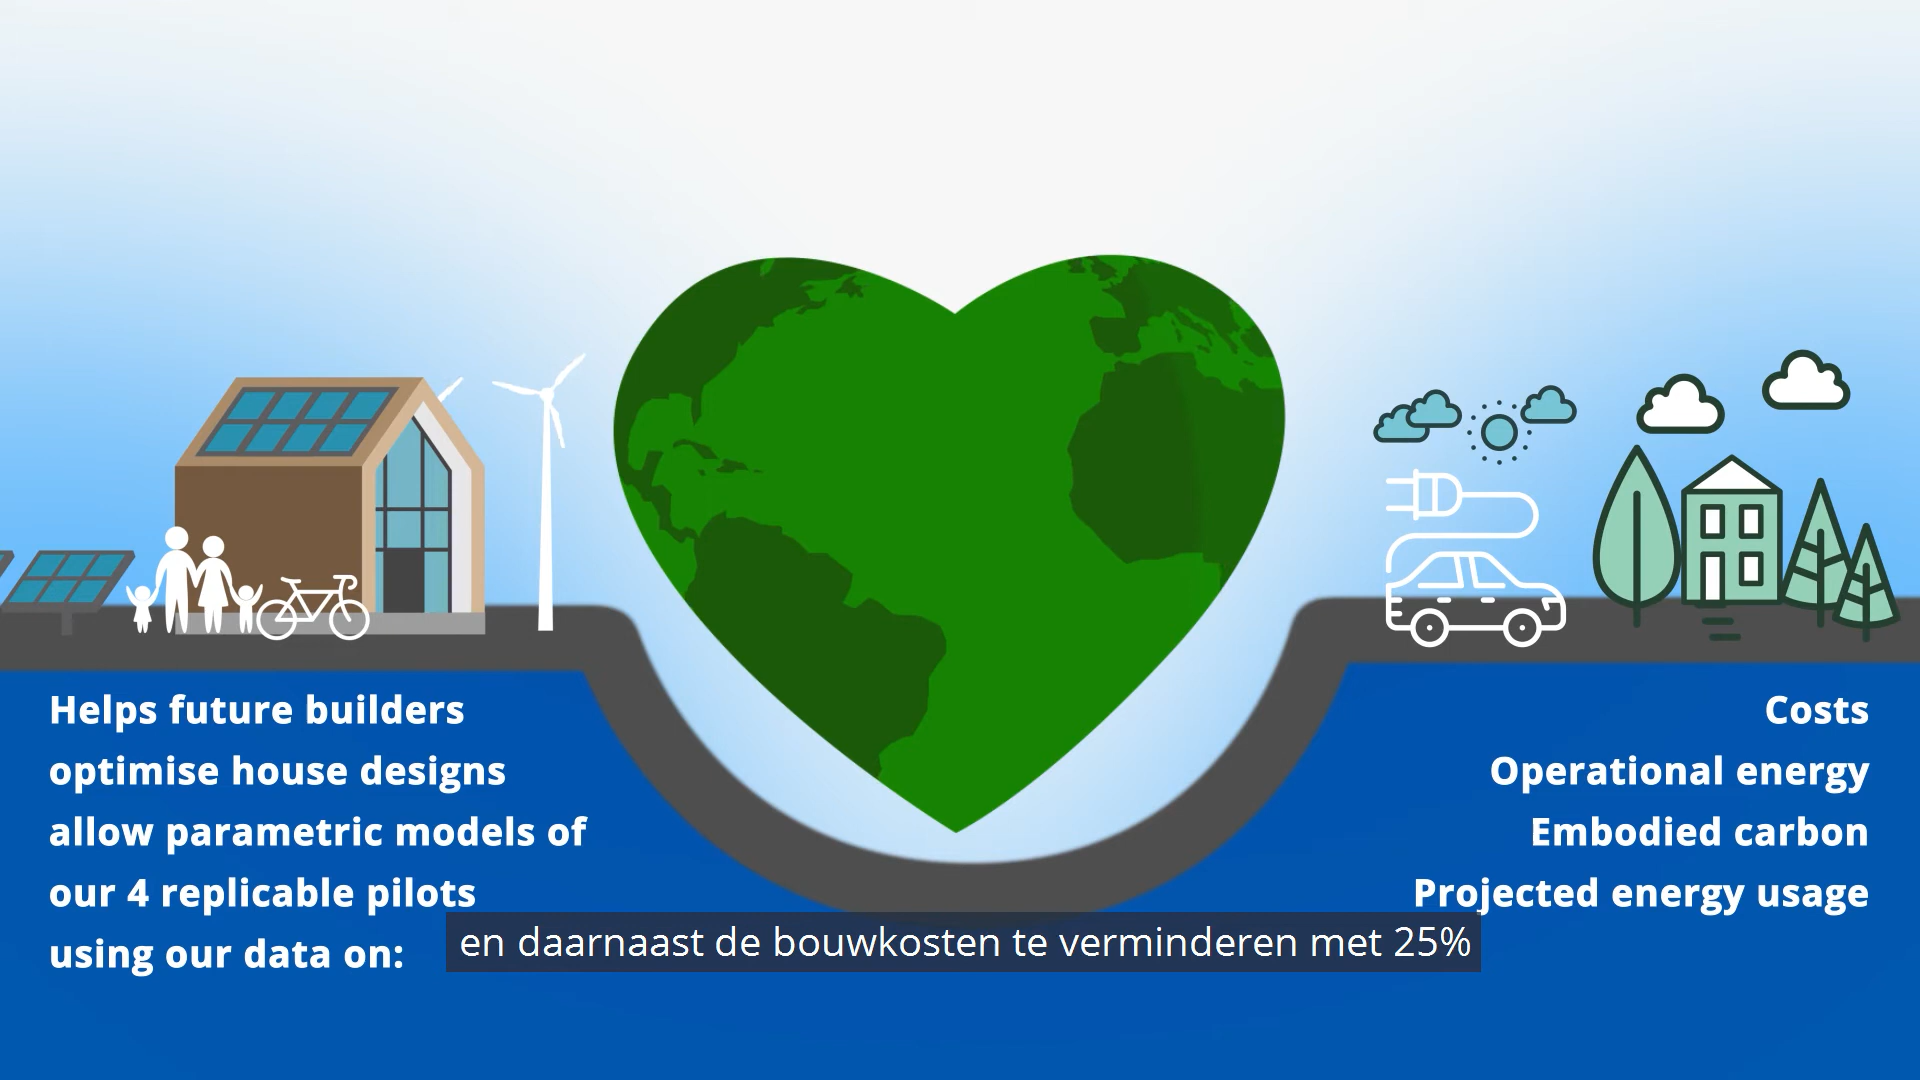 Helps future builders
optimise house designs
allow parametric models of
our 4 replicable pilots
using our data on:
Costs
Operational energy
Embodied carbon
Projected energy usage
en daarnaast de bouwkosten te verminderen met 25%